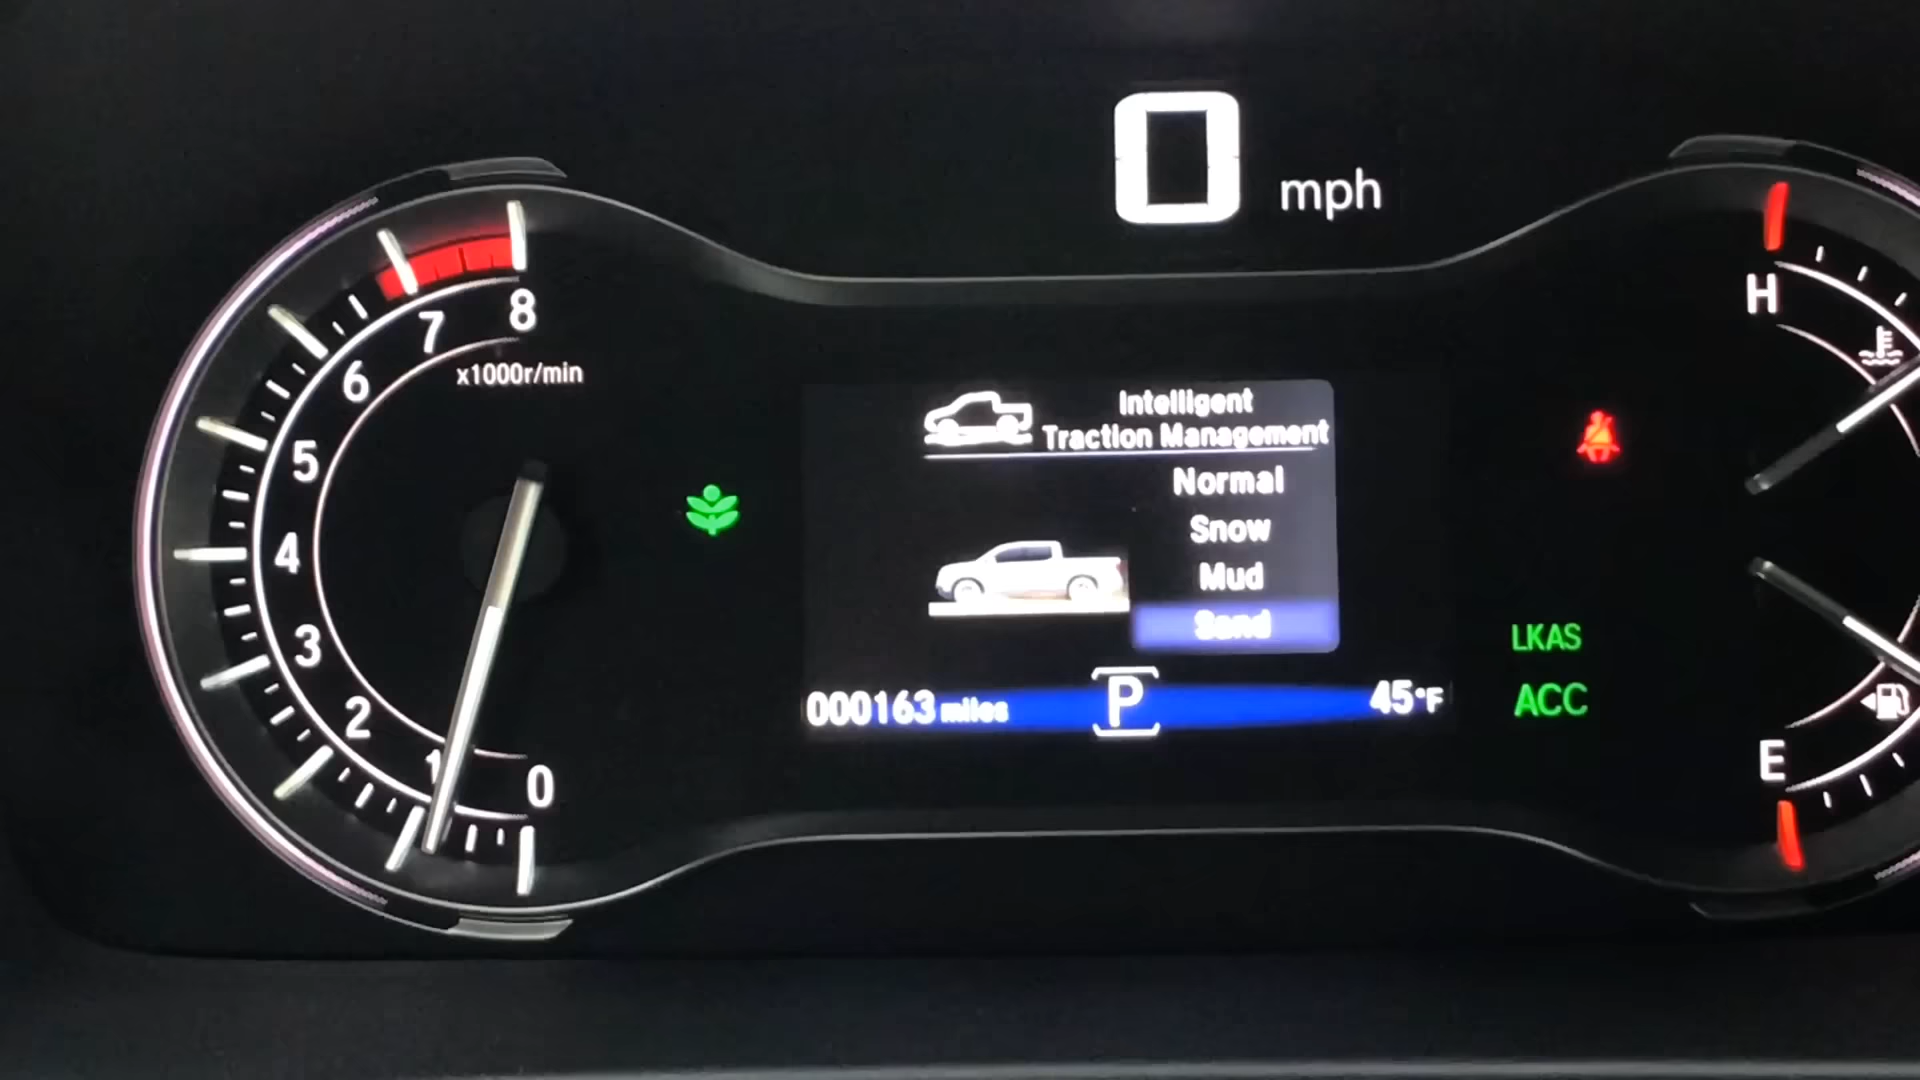 0 mph
8
7
6
5
4
3
2
1
0
x1000r/min
Intelligent
Traction Management
Normal
Snow
Mud
Sand
000163 miles
P
45°F
LKAS
ACC
H
E